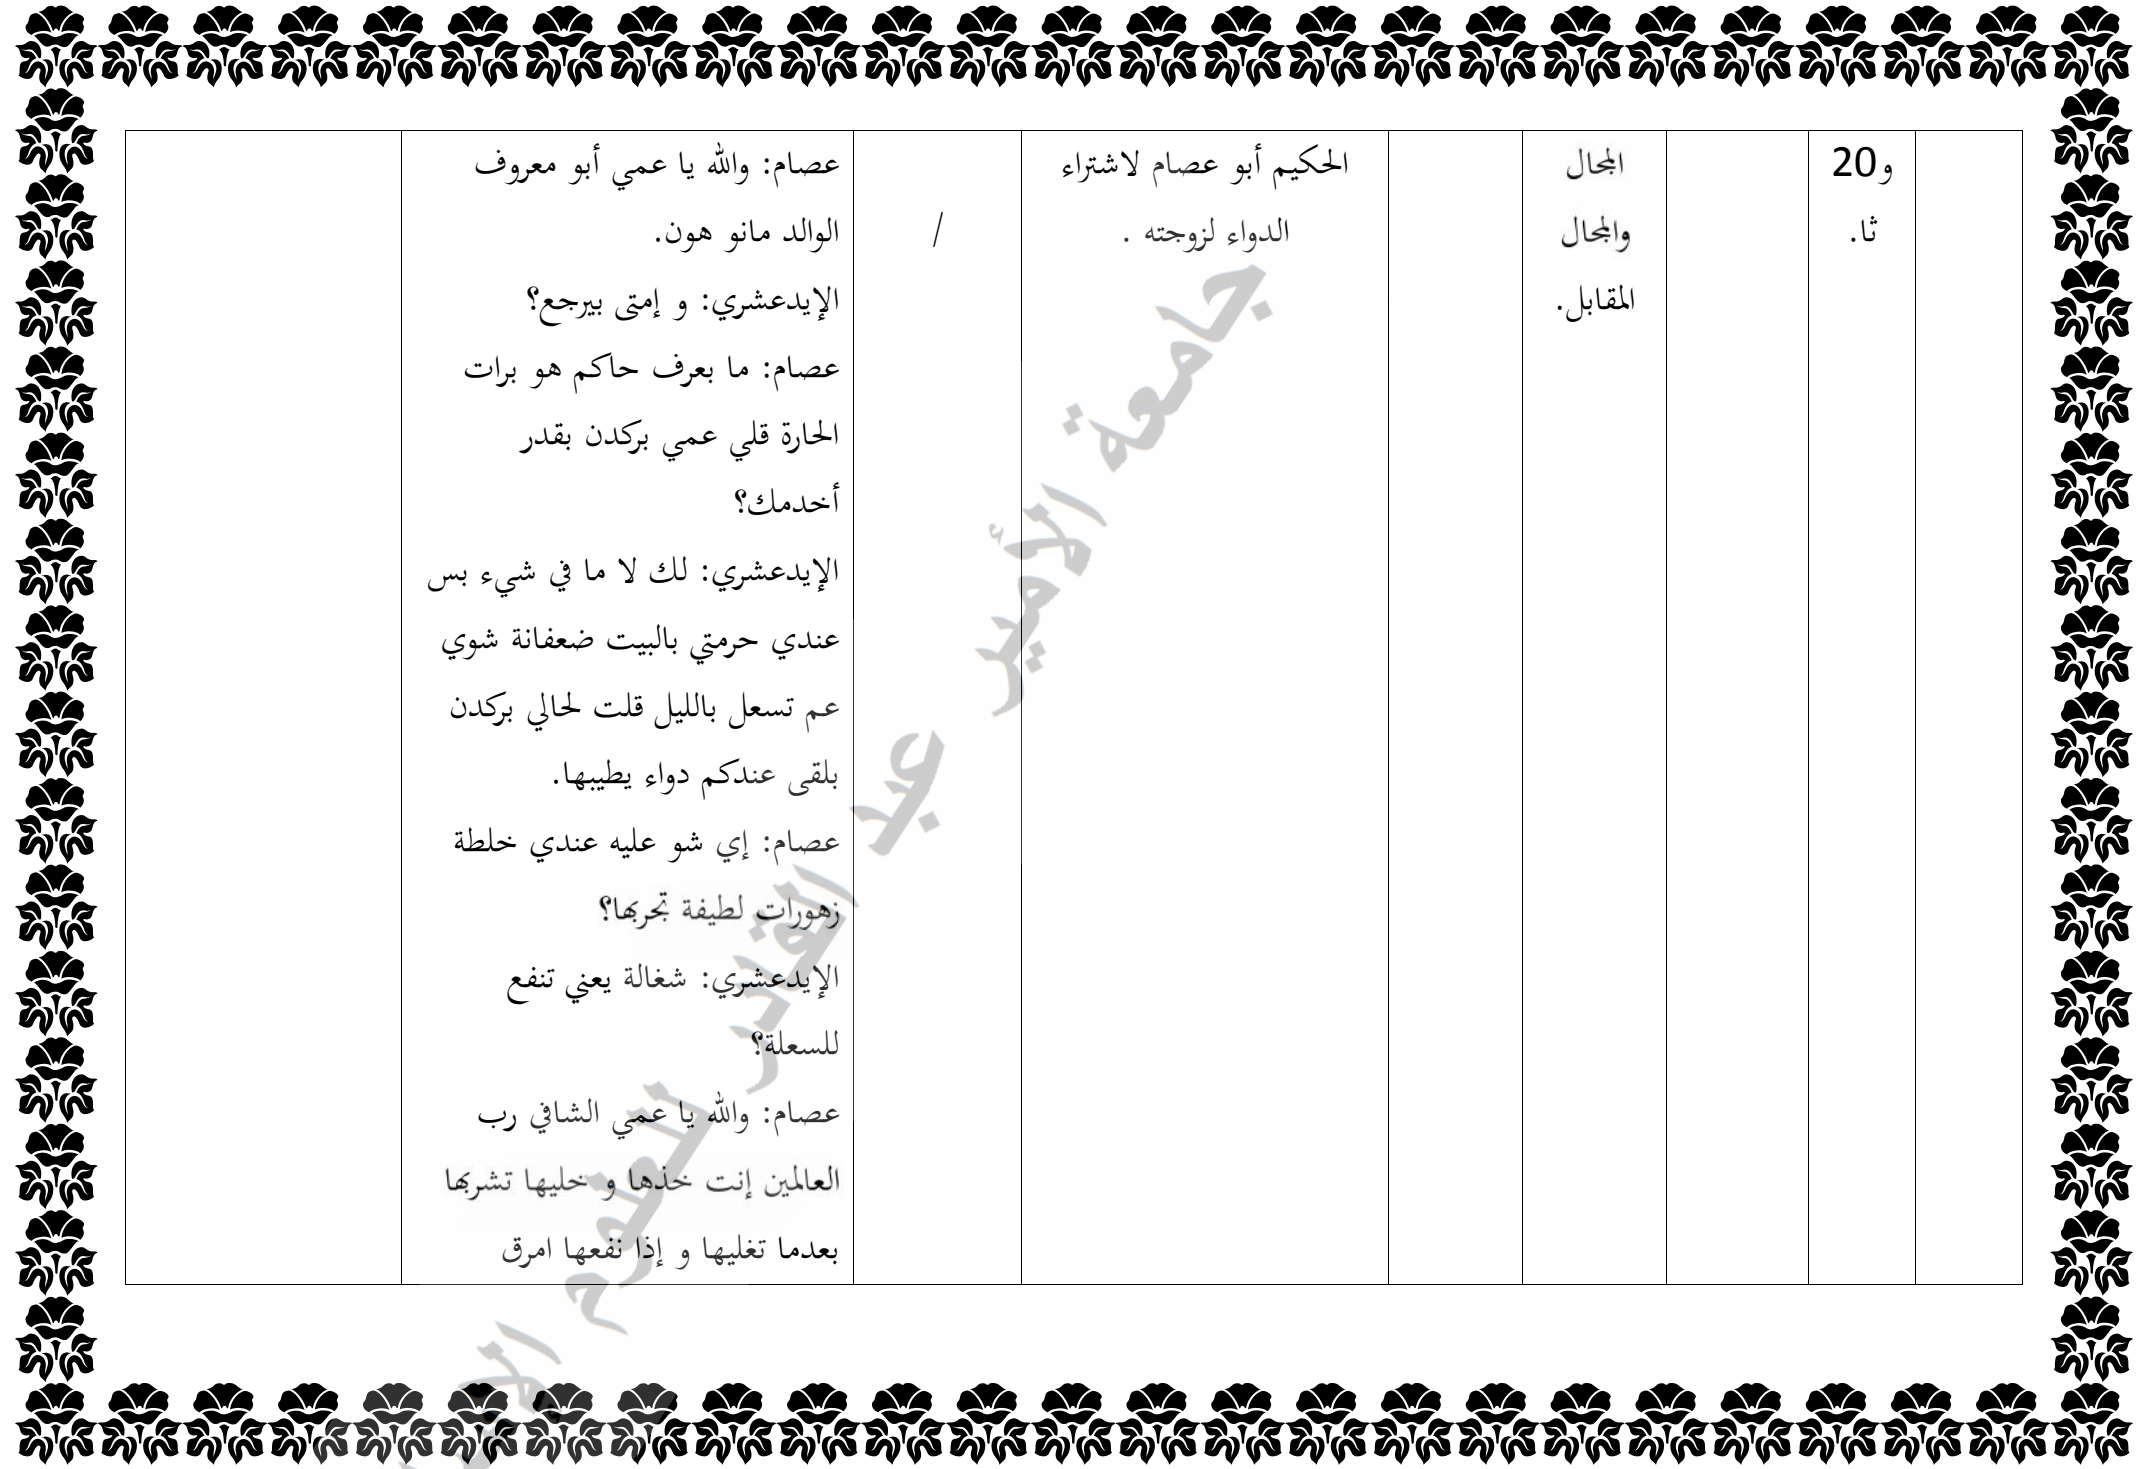 و20
ثا.
المجال
والمجال
المقابل.
الحكيم أبو عصام لاشتراء
الدواء لزوجته .
/
عصام: والله يا عمي أبو معروف
الوالد مانو هون.
الإيدعشري: و إمتى بيرجع؟
عصام: ما بعرف حاكم هو برات
الحارة قلي عمي بركدن بقدر
أخدمك؟
الإيدعشري: لك لا ما في شيء بس
عندي حرمتي بالبيت ضعفانة شوي
عم تسعل بالليل قلت لحالي بركدن
بلقى عندكم دواء يطيبها.
عصام: إي شو عليه عندي خلطة
زهورات لطيفة تجربها؟
الإيدعشري: شغالة يعني تنفع
للسعلة؟
عصام: والله يا عمي الشافي رب
العالمين إنت خذها و خليها تشربها
بعدما تغليها و إذا نفعها امرق
جامعة الأمير عبد القادر للعلوم